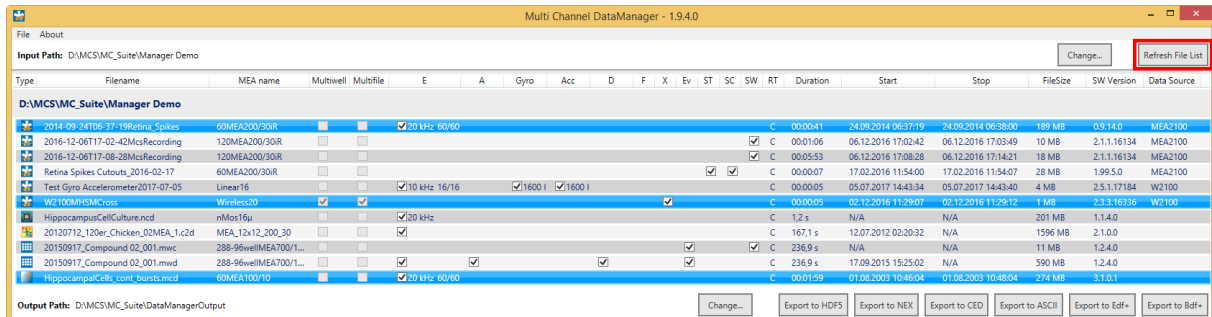 Multi Channel DataManager - 1.9.4.0
File About
Input Path: D:\MCS\MC_Suite\Manager Demo Change... Refresh File List
Type Filename MEA name Multiwell Multifile E A Gyro Acc D F X Ev ST SC SW RT Duration Start Stop FileSize SW Version Data Source
D:\MCS\MC_Suite\Manager Demo
2014-09-24T06-37-19Retina_Spikes 60MEA200/30iR 20 kHz 60/60 C 00:00:41 24.09.2014 06:37:19 24.09.2014 06:38:00 189 MB 0.9.14.0 MEA2100
2016-12-06T17-02-42McsRecording 120MEA200/30iR C 00:01:06 06.12.2016 17:02:42 06.12.2016 17:03:49 10 MB 2.1.1.16134 MEA2100
2016-12-06T17-08-28McsRecording 120MEA200/30iR C 00:05:53 06.12.2016 17:08:28 06.12.2016 17:14:21 18 MB 2.1.1.16134 MEA2100
Retina Spikes Cutouts_2016-02-17 60MEA200/30iR C 00:00:07 17.02.2016 11:54:00 17.02.2016 11:54:07 28 MB 1.99.5.0 MEA2100
Test Gyro Accelerometer2017-07-05 Linear16 10 kHz 16/16 1600 I 1600 I C 00:00:05 05.07.2017 14:43:34 05.07.2017 14:43:40 4 MB 2.5.1.17184 W2100
W2100MHSMCross Wireless20 C 00:00:05 02.12.2016 11:29:07 02.12.2016 11:29:12 1 MB 2.3.3.16336 W2100
HippocampusCellCulture.ncd nMos16µ 20 kHz C 1,2 s N/A N/A 201 MB 1.1.4.0
20120712_120er_Chicken_02MEA_1.c2d MEA_12x12_200_30 C 167,1 s 12.07.2012 02:20:32 N/A 1596 MB 2.1.0.0
20150917_Compound 02_001.mwc 288-96wellMEA700/1... C 236,9 s N/A N/A 11 MB 1.2.4.0
20150917_Compound 02_001.mwd 288-96wellMEA700/1... C 236,9 s 17.09.2015 15:25:02 N/A 590 MB 1.2.4.0
HippocampalCells_cont_bursts.mcd 60MEA100/10 20 kHz 60/60 C 00:01:59 01.08.2003 10:46:04 01.08.2003 10:48:04 274 MB 3.1.0.1
Output Path: D:\MCS\MC_Suite\DataManagerOutput Change... Export to HDF5 Export to NEX Export to CED Export to ASCII Export to Edf+ Export to Bdf+